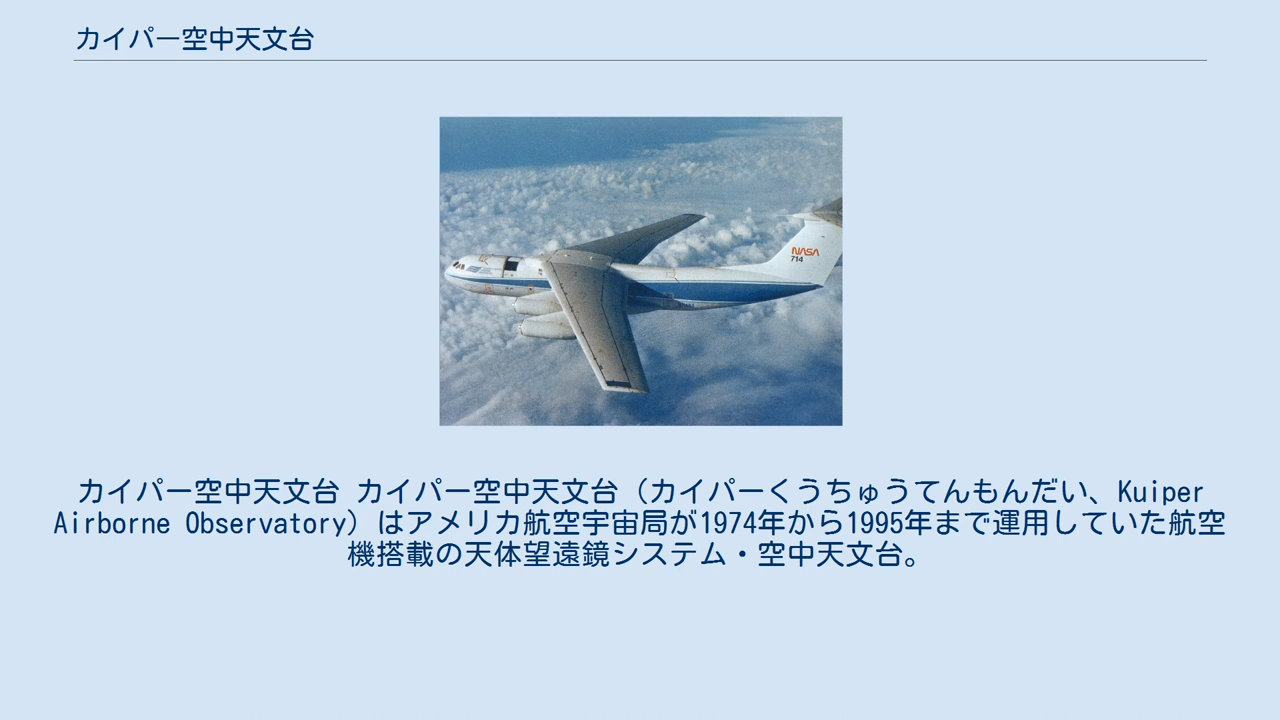 カイパー空中天文台
NASA
714
カイパー空中天文台 カイパー空中天文台（カイパーくうちゅうてんもんだい、Kuiper
Airborne Observatory）はアメリカ航空宇宙局が1974年から1995年まで運用していた航空
機搭載の天体望遠鏡システム・空中天文台。